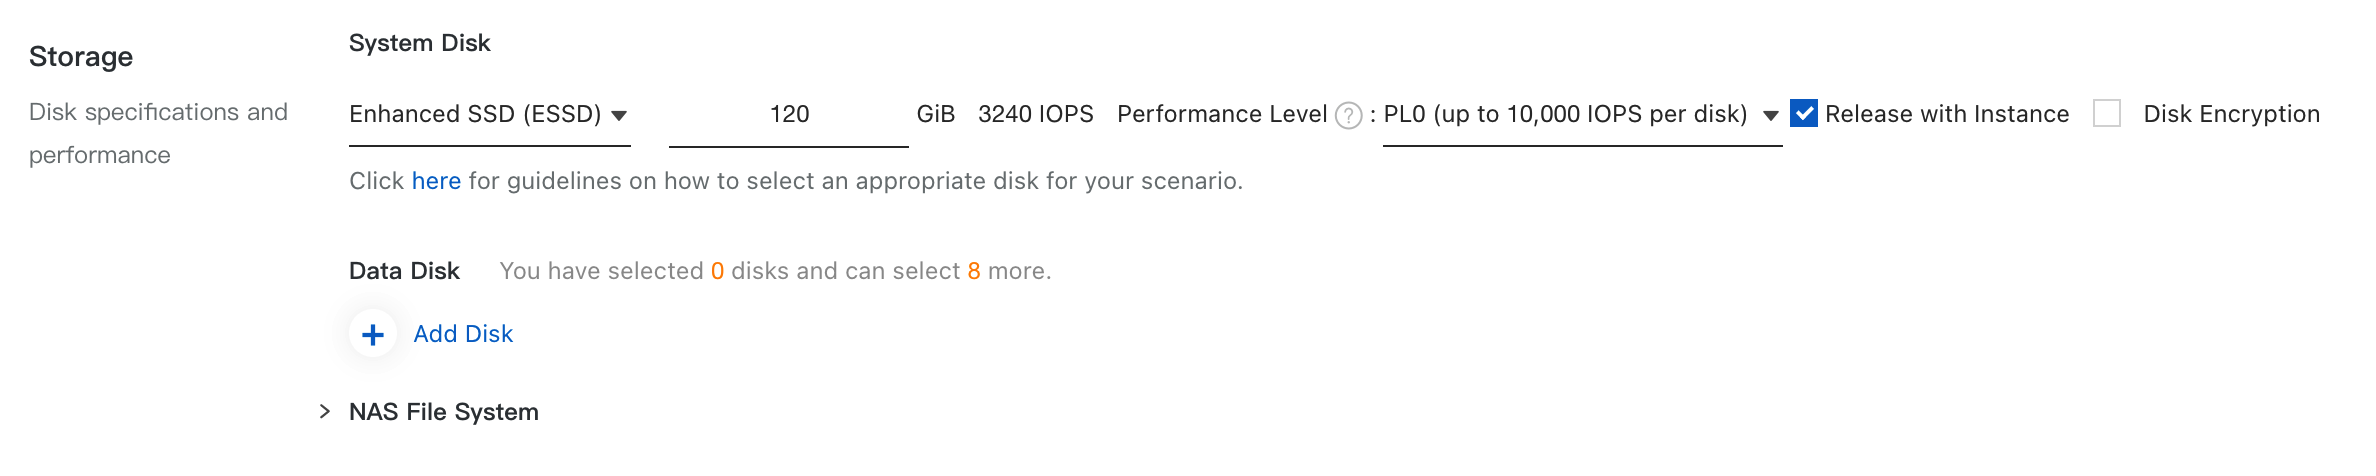 Storage
Disk specifications and
performance
System Disk
Enhanced SSD (ESSD) 120 GiB 3240 IOPS Performance Level ? : PL0 (up to 10,000 IOPS per disk) Release with Instance Disk Encryption
Click here for guidelines on how to select an appropriate disk for your scenario.
Data Disk You have selected 0 disks and can select 8 more.
+ Add Disk
> NAS File System